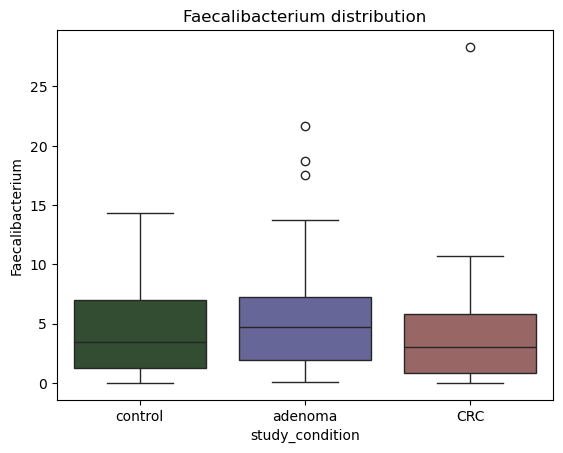 Faecalibacterium distribution
Faecalibacterium
25
20
15
10
5
0
control
adenoma
CRC
study_condition